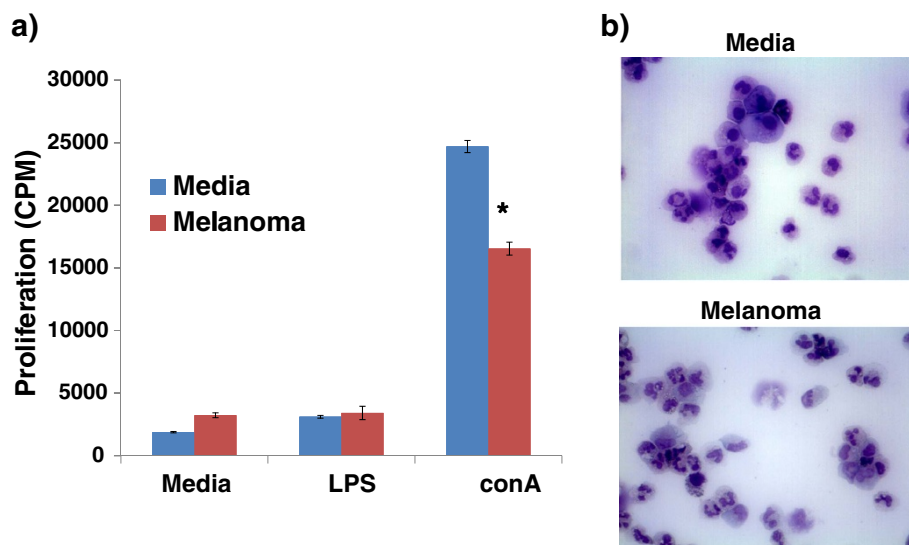 a)
Proliferation (CPM)
30000
25000
20000
15000
10000
5000
0
Media
Melanoma
*
Media
LPS
conA
b)
Media
Melanoma